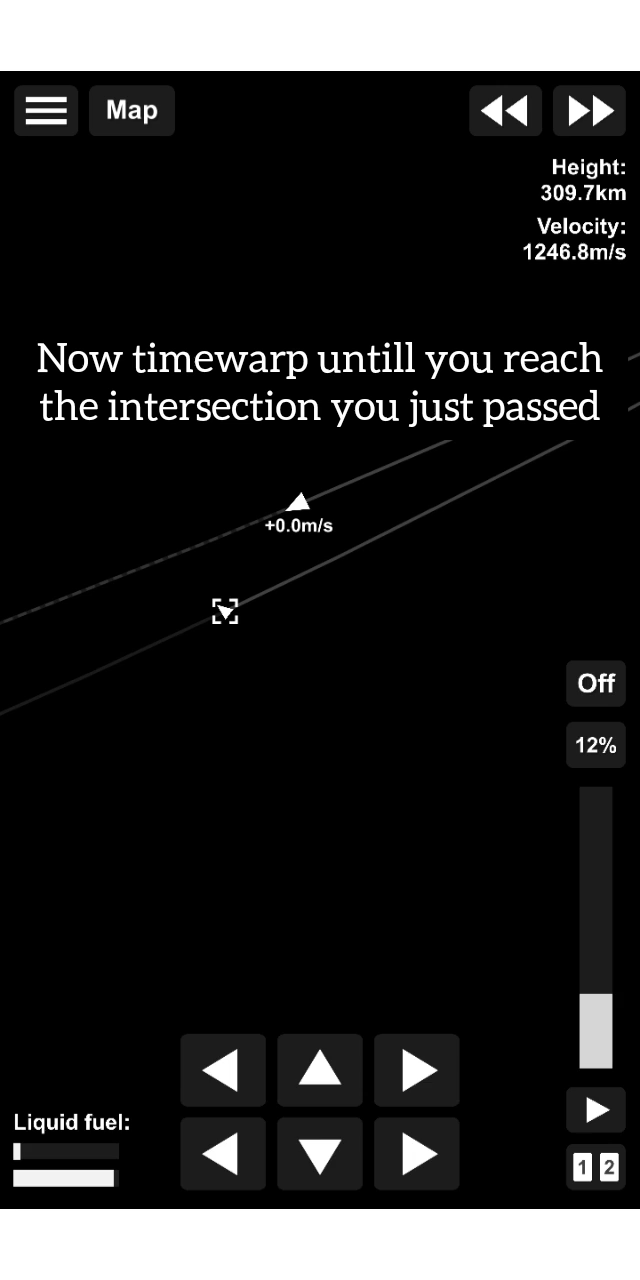 Map
Height:
309.7km
Velocity:
1246.8m/s
Now timewarp untill you reach
the intersection you just passed
+0.0m/s
Off
12%
Liquid fuel:
1 2